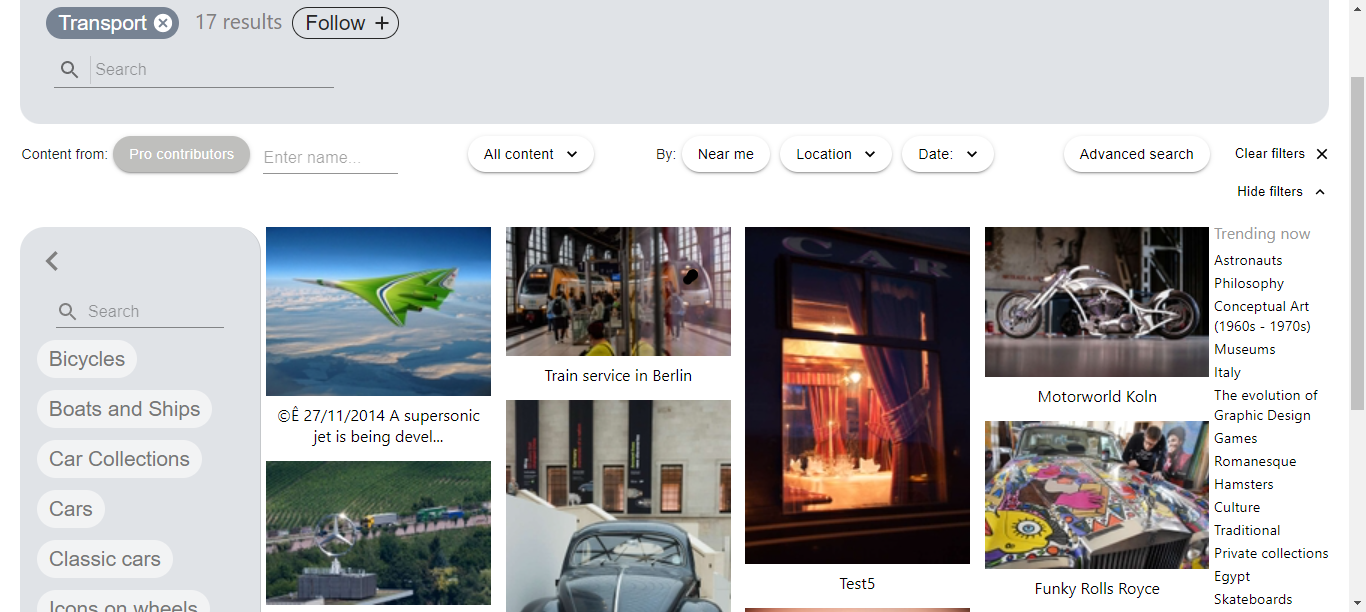 Transport
17 results
Follow +
Search
Content from:
Pro contributors
Enter name...
All content
By:
Near me
Location
Date:
Advanced search
Clear filters
Hide filters
Search
Bicycles
Boats and Ships
Car Collections
Cars
Classic cars
Icons on wheels
©Ê 27/11/2014 A supersonic
jet is being devel...
Train service in Berlin
CAR
Test5
Motorworld Koln
Funky Rolls Royce
Trending now
Astronauts
Philosophy
Conceptual Art
(1960s - 1970s)
Museums
Italy
The evolution of
Graphic Design
Games
Romanesque
Hamsters
Culture
Traditional
Private collections
Egypt
Skateboards